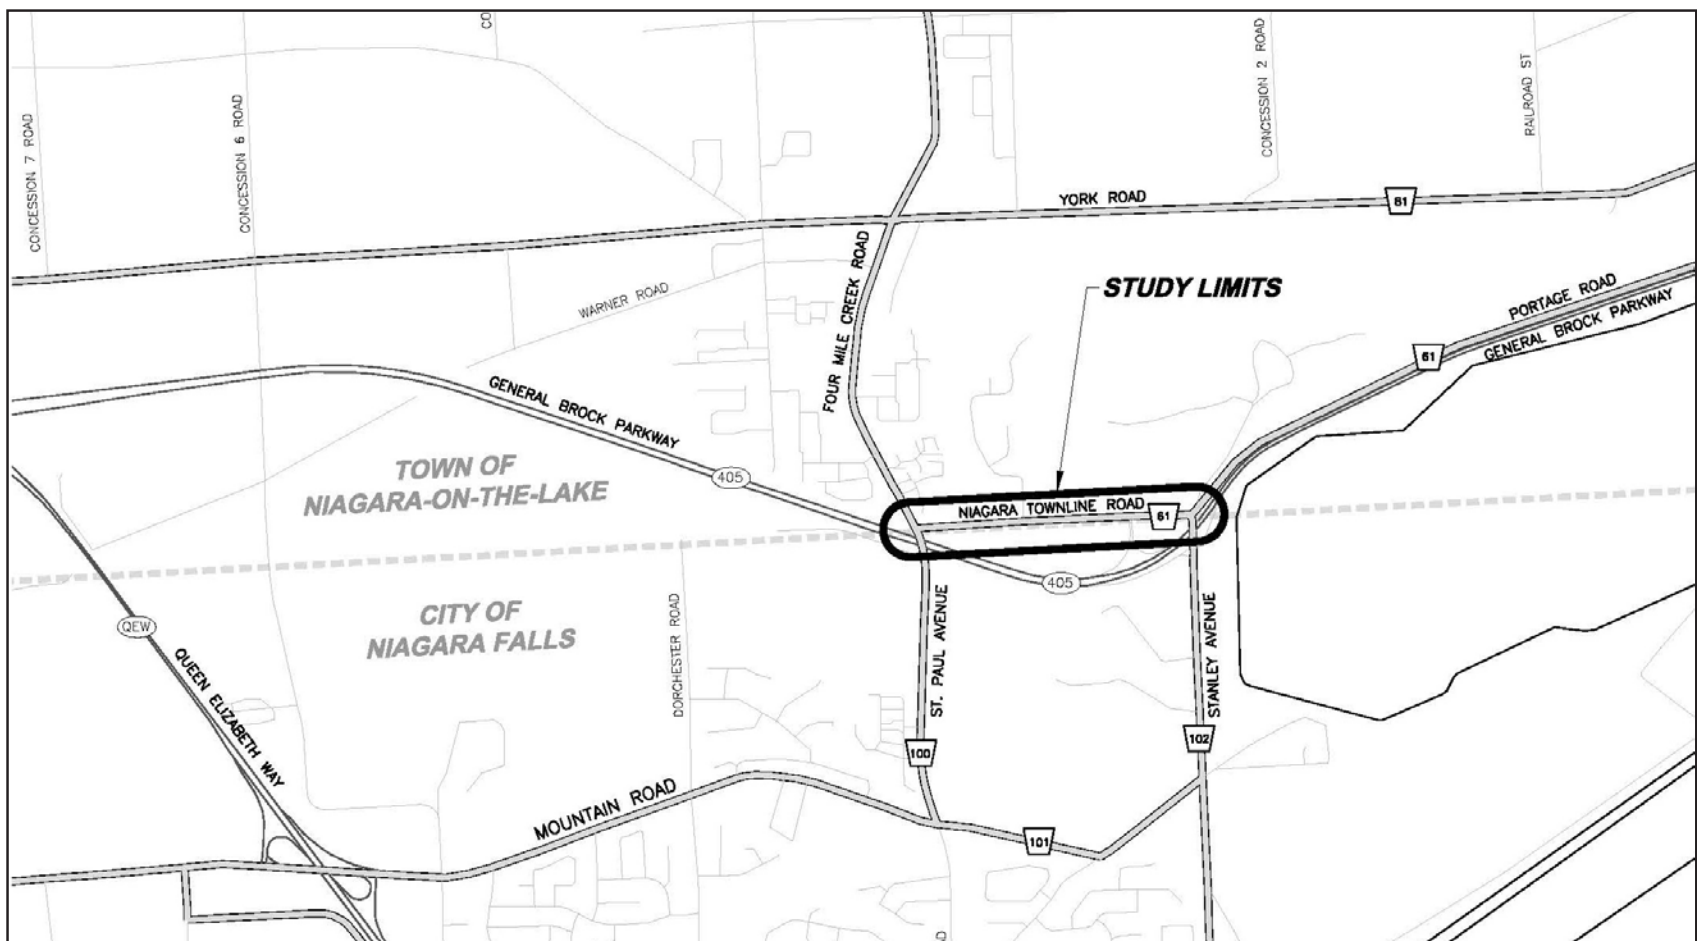 CO
CONCESSION 7 ROAD
CONCESSION 6 ROAD
CONCESSION 2 ROAD
RAILROAD ST
YORK ROAD
81
WARNER ROAD
FOUR MILE CREEK ROAD
STUDY LIMITS
PORTAGE ROAD
GENERAL BROCK PARKWAY
61
GENERAL BROCK PARKWAY
405
TOWN OF
NIAGARA-ON-THE-LAKE
NIAGARA TOWNLINE ROAD
61
405
CITY OF
NIAGARA FALLS
QEW
QUEEN ELIZABETH WAY
DORCHESTER ROAD
ST. PAUL AVENUE
STANLEY AVENUE
100
102
MOUNTAIN ROAD
101